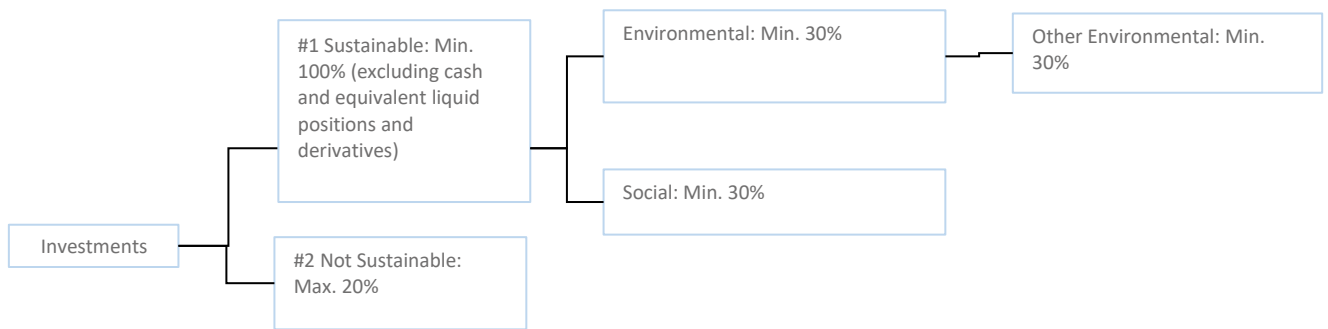 #1 Sustainable: Min.
100% (excluding cash
and equivalent liquid
positions and
derivatives)
Environmental: Min. 30%
Other Environmental: Min.
30%
Social: Min. 30%
Investments
#2 Not Sustainable:
Max. 20%